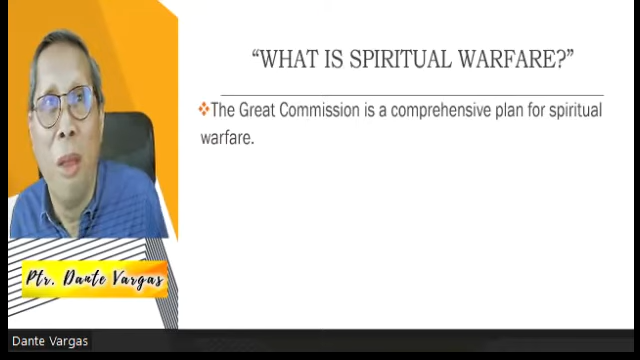 “WHAT IS SPIRITUAL WARFARE?”
❖The Great Commission is a comprehensive plan for spiritual
warfare.
Ptr. Dante Vargas
Dante Vargas